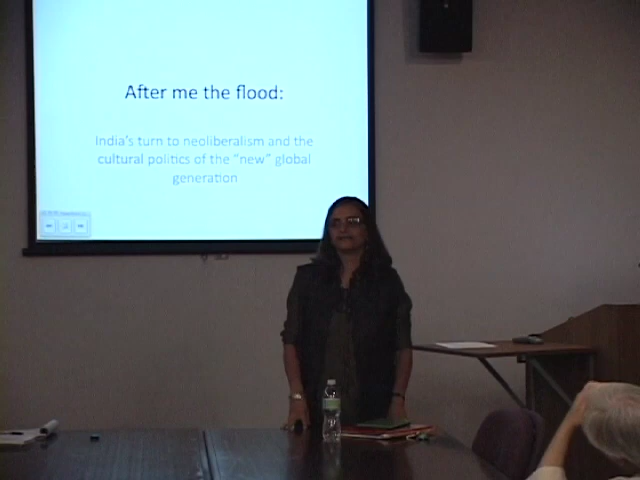 After me the flood:
India's turn to neoliberalism and the
cultural politics of the “new” global
generation